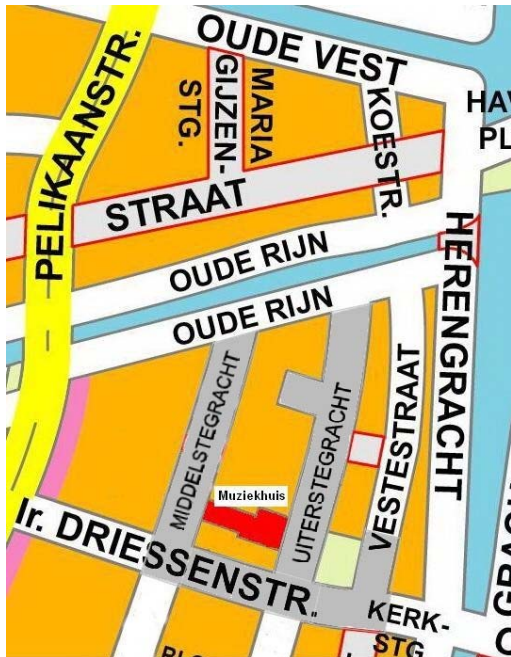 OUDE VEST
PELIKAANSTR.
MARIA
GIJZEN-
STG.
KOESTR.
HAV
PL
STRAAT
OUDE RIJN
HERENGRACHT
OUDE RIJN
MIDDELSTEGRACHT
UITERSTEGRACHT
VESTESTRAAT
Muziekhuis
Ir. DRIESSENSTR.
KERK-
STG